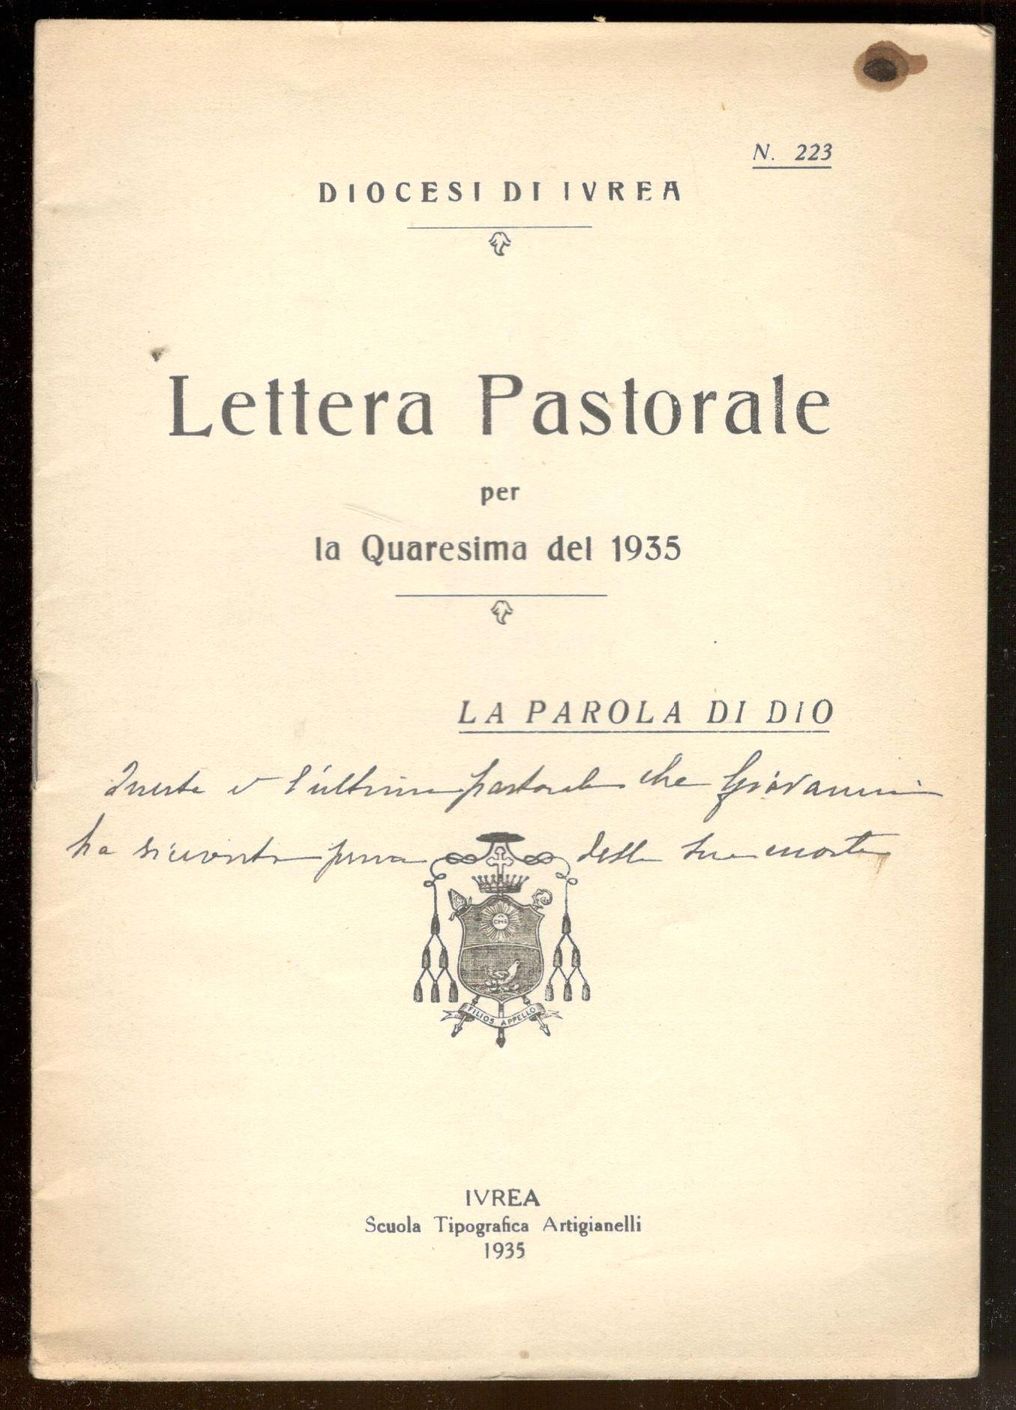 N. 223
DIOCESI DI IVREA
Lettera Pastorale
per
la Quaresima del 1935
LA PAROLA DI DIO
Questa è l'ultima pastorale che Giovannini
ha ricevuto prima della sua morte
FILIOS APPELLO
IVREA
Scuola Tipografica Artigianelli
1935